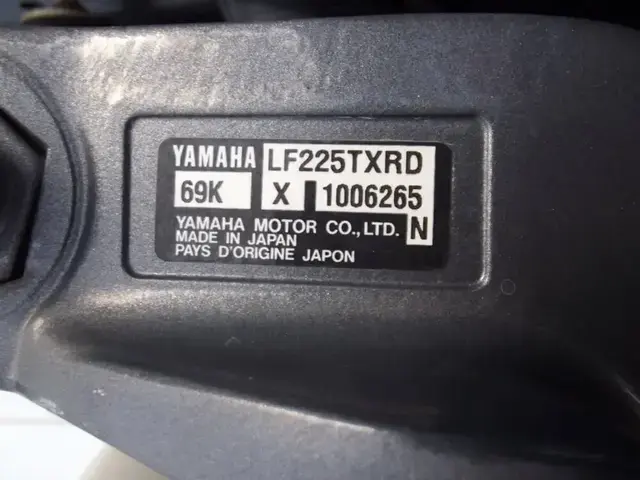 YAMAHA LF225TXRD
69K X 1006265
YAMAHA MOTOR CO.,LTD. N
MADE IN JAPAN
PAYS D'ORIGINE JAPON